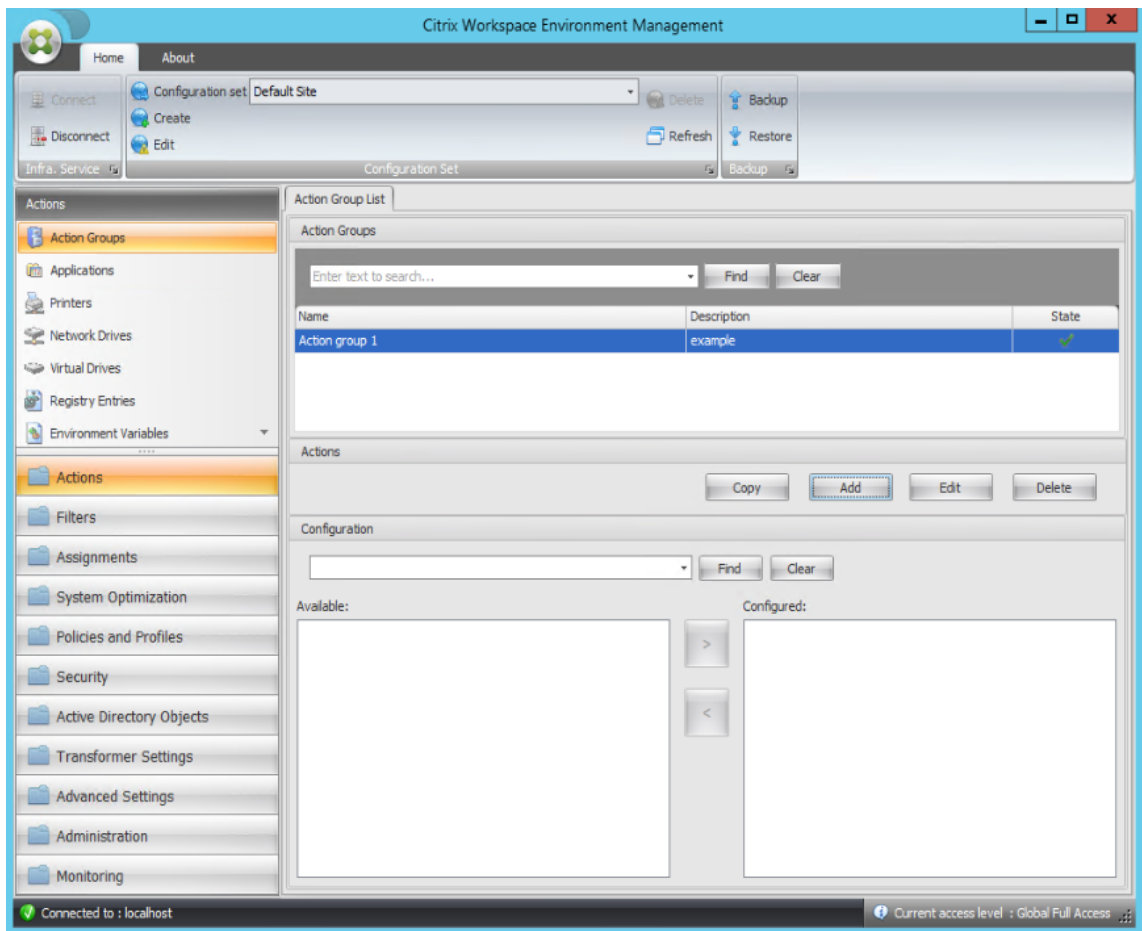 Citrix Workspace Environment Management
Home About
Connect
Disconnect
Infra. Service
Configuration set Default Site
Create
Edit
Delete
Refresh
Configuration Set
Backup
Restore
Backup
Actions
Action Groups
Applications
Printers
Network Drives
Virtual Drives
Registry Entries
Environment Variables
Actions
Filters
Assignments
System Optimization
Policies and Profiles
Security
Active Directory Objects
Transformer Settings
Advanced Settings
Administration
Monitoring
Action Group List
Action Groups
Enter text to search... Find Clear
Name Description State
Action group 1 example
Actions
Copy Add Edit Delete
Configuration
Find Clear
Available: Configured:
>
<
Connected to : localhost
Current access level : Global Full Access